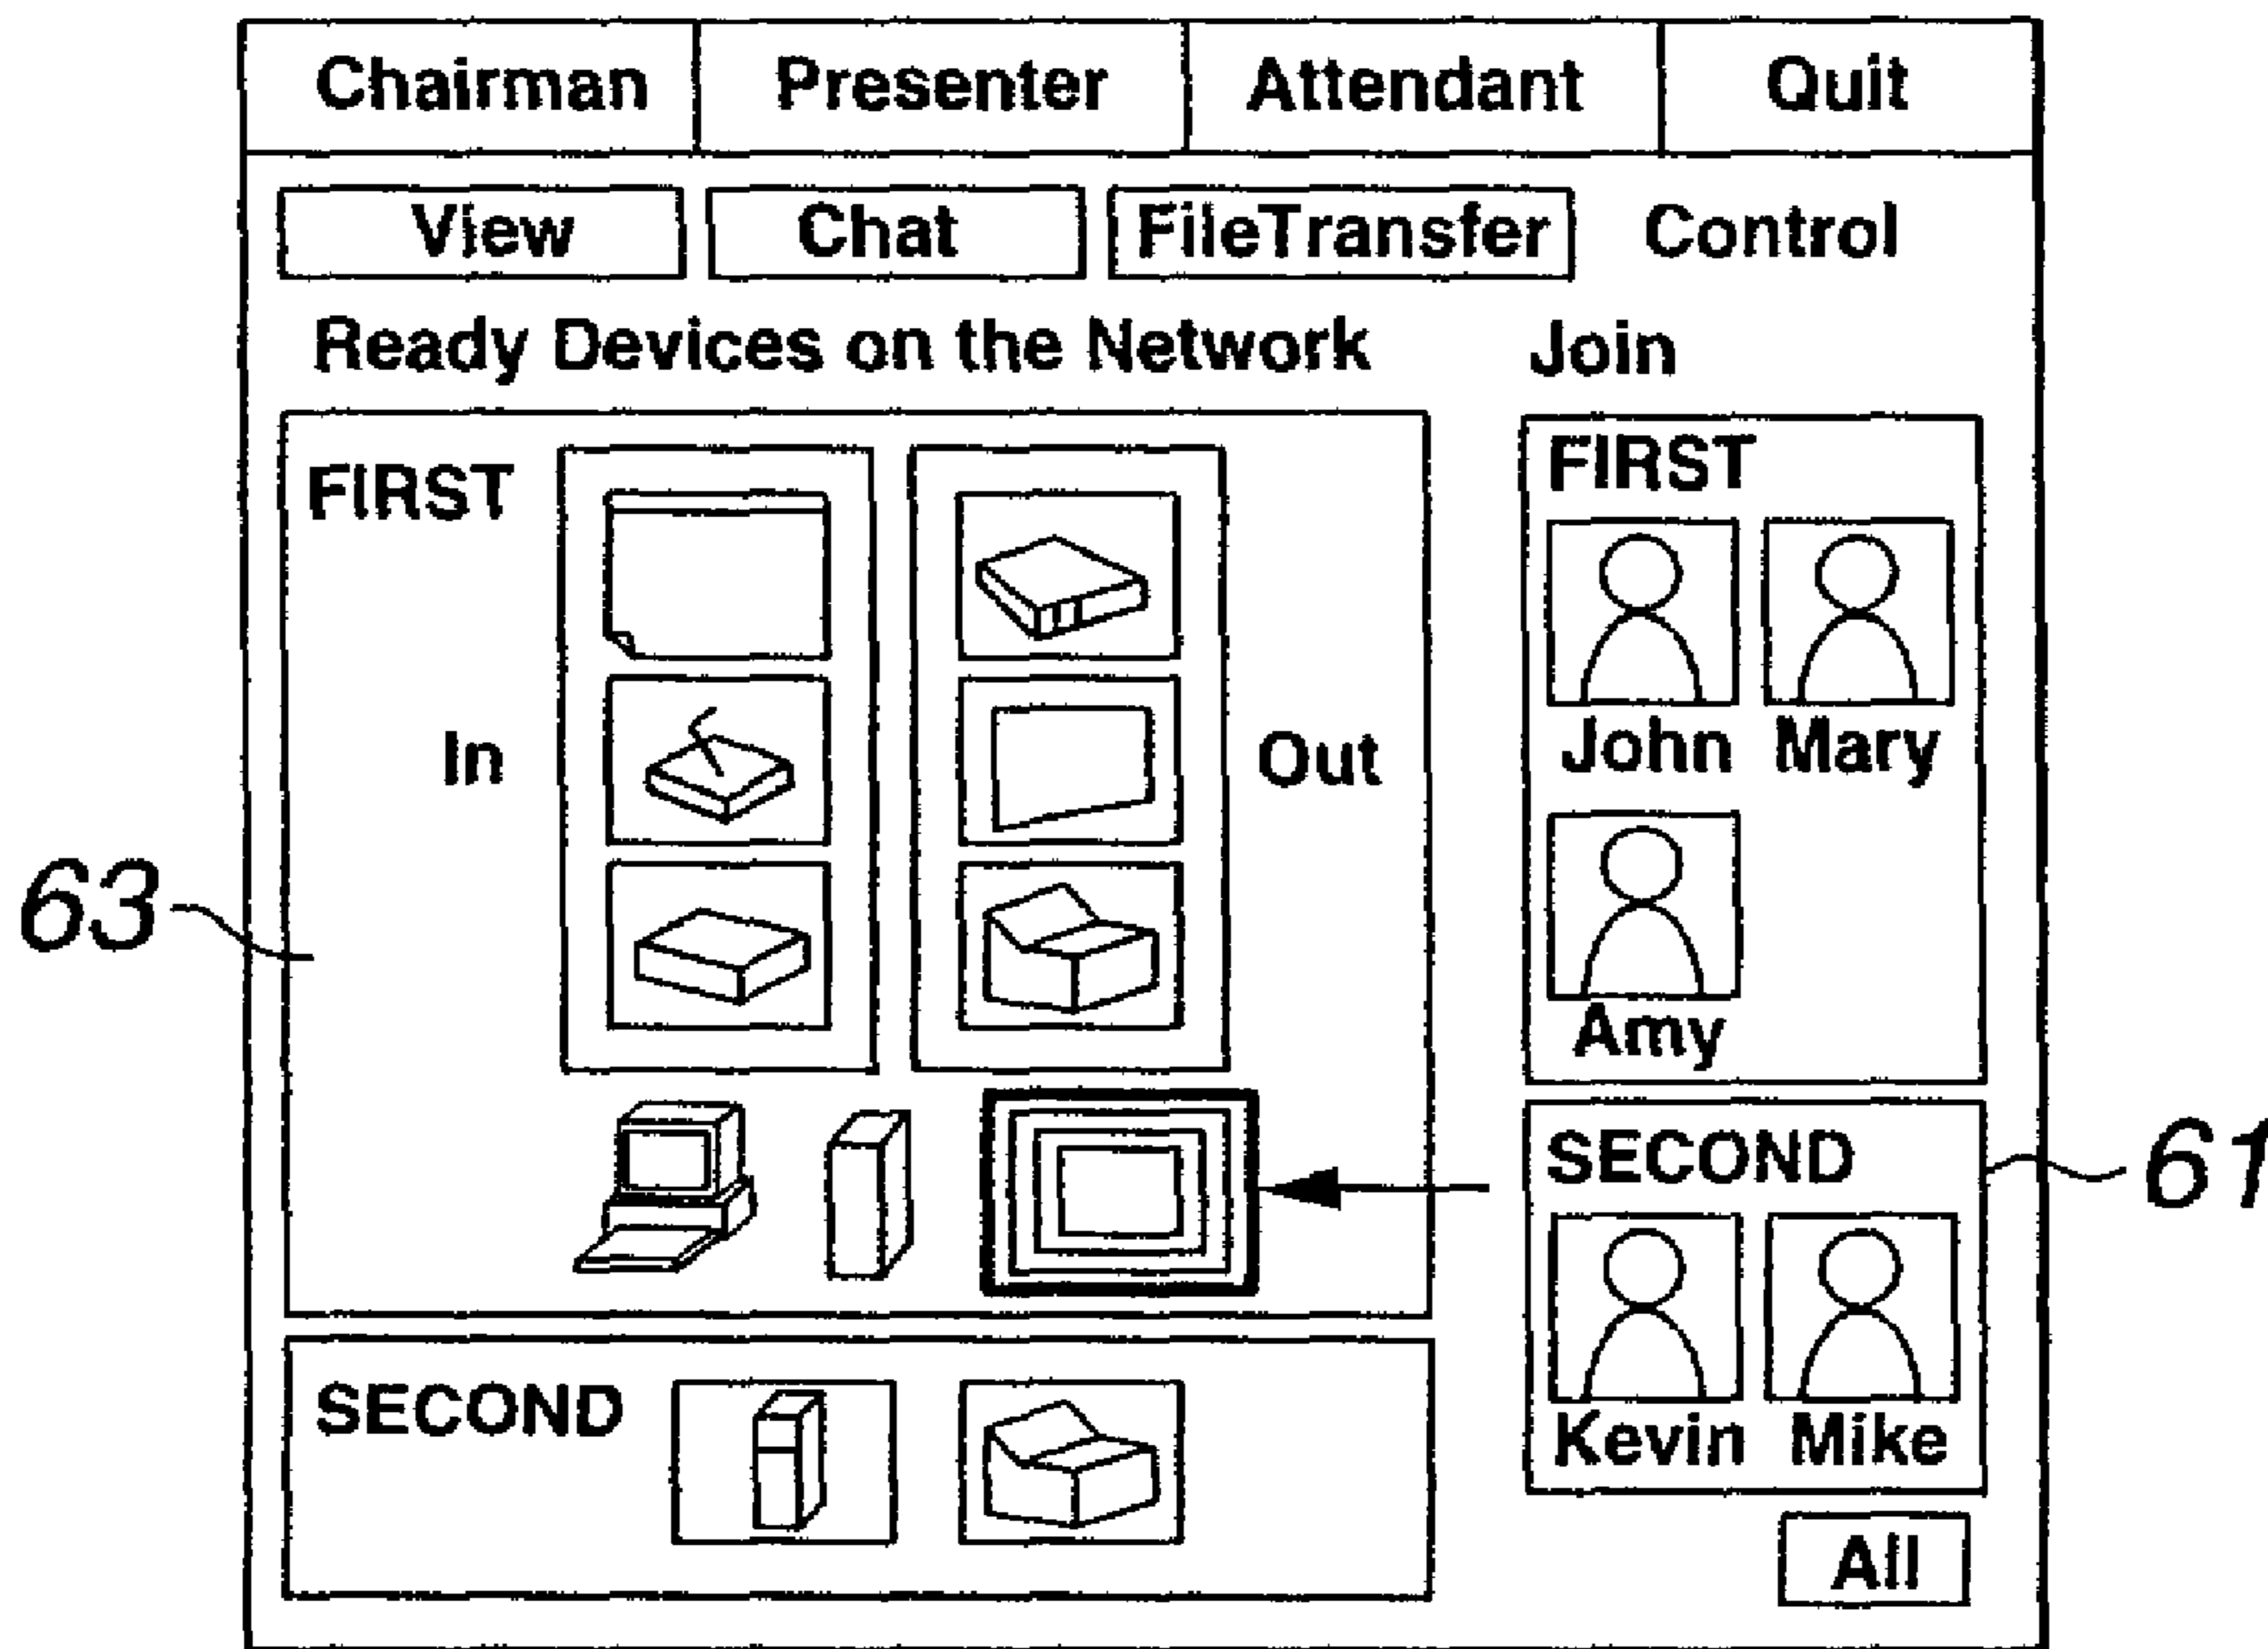 Chairman Presenter Attendant Quit
View Chat FileTransfer Control
Ready Devices on the Network Join
FIRST
In
Out
63
SECOND
FIRST
John Mary
Amy
SECOND
61
Kevin Mike
All